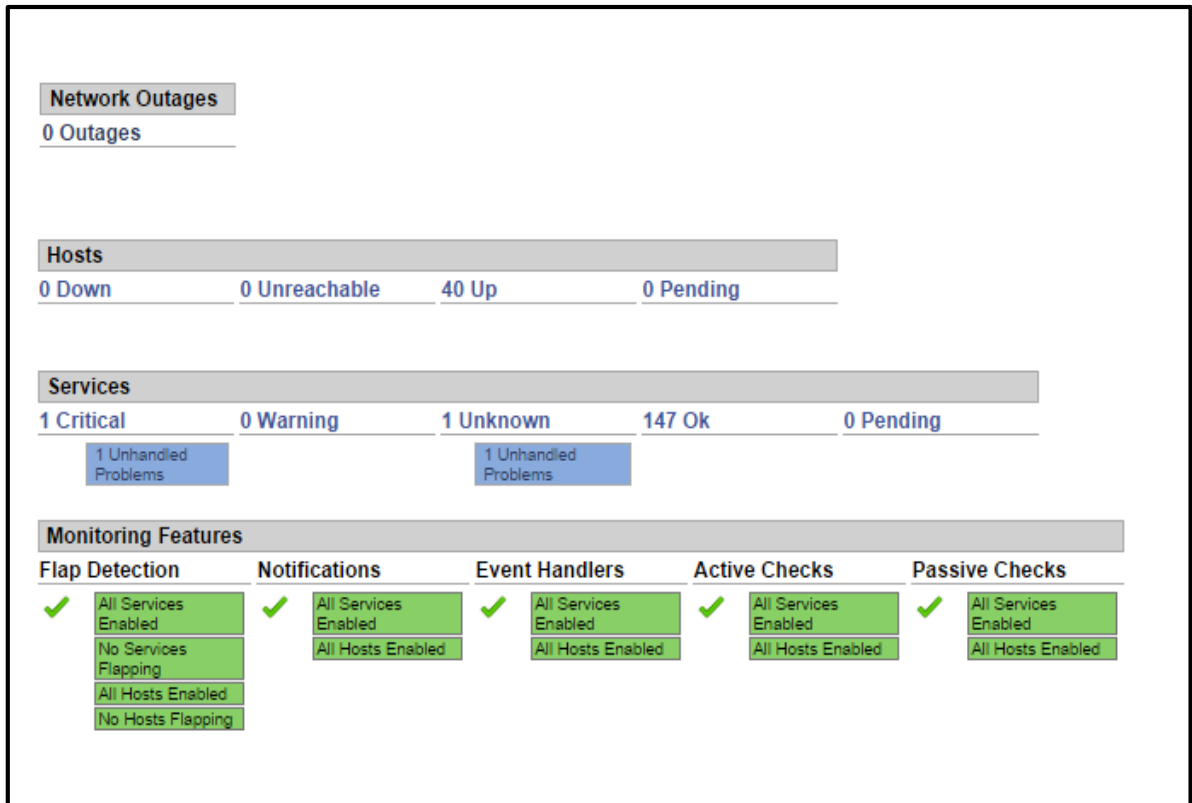 Network Outages
0 Outages
Hosts
0 Down 0 Unreachable 40 Up 0 Pending
Services
1 Critical 0 Warning 1 Unknown 147 Ok 0 Pending
1 Unhandled
Problems
1 Unhandled
Problems
Monitoring Features
Flap Detection Notifications Event Handlers Active Checks Passive Checks
All Services
Enabled
No Services
Flapping
All Hosts Enabled
No Hosts Flapping
All Services
Enabled
All Hosts Enabled
All Services
Enabled
All Hosts Enabled
All Services
Enabled
All Hosts Enabled
All Services
Enabled
All Hosts Enabled